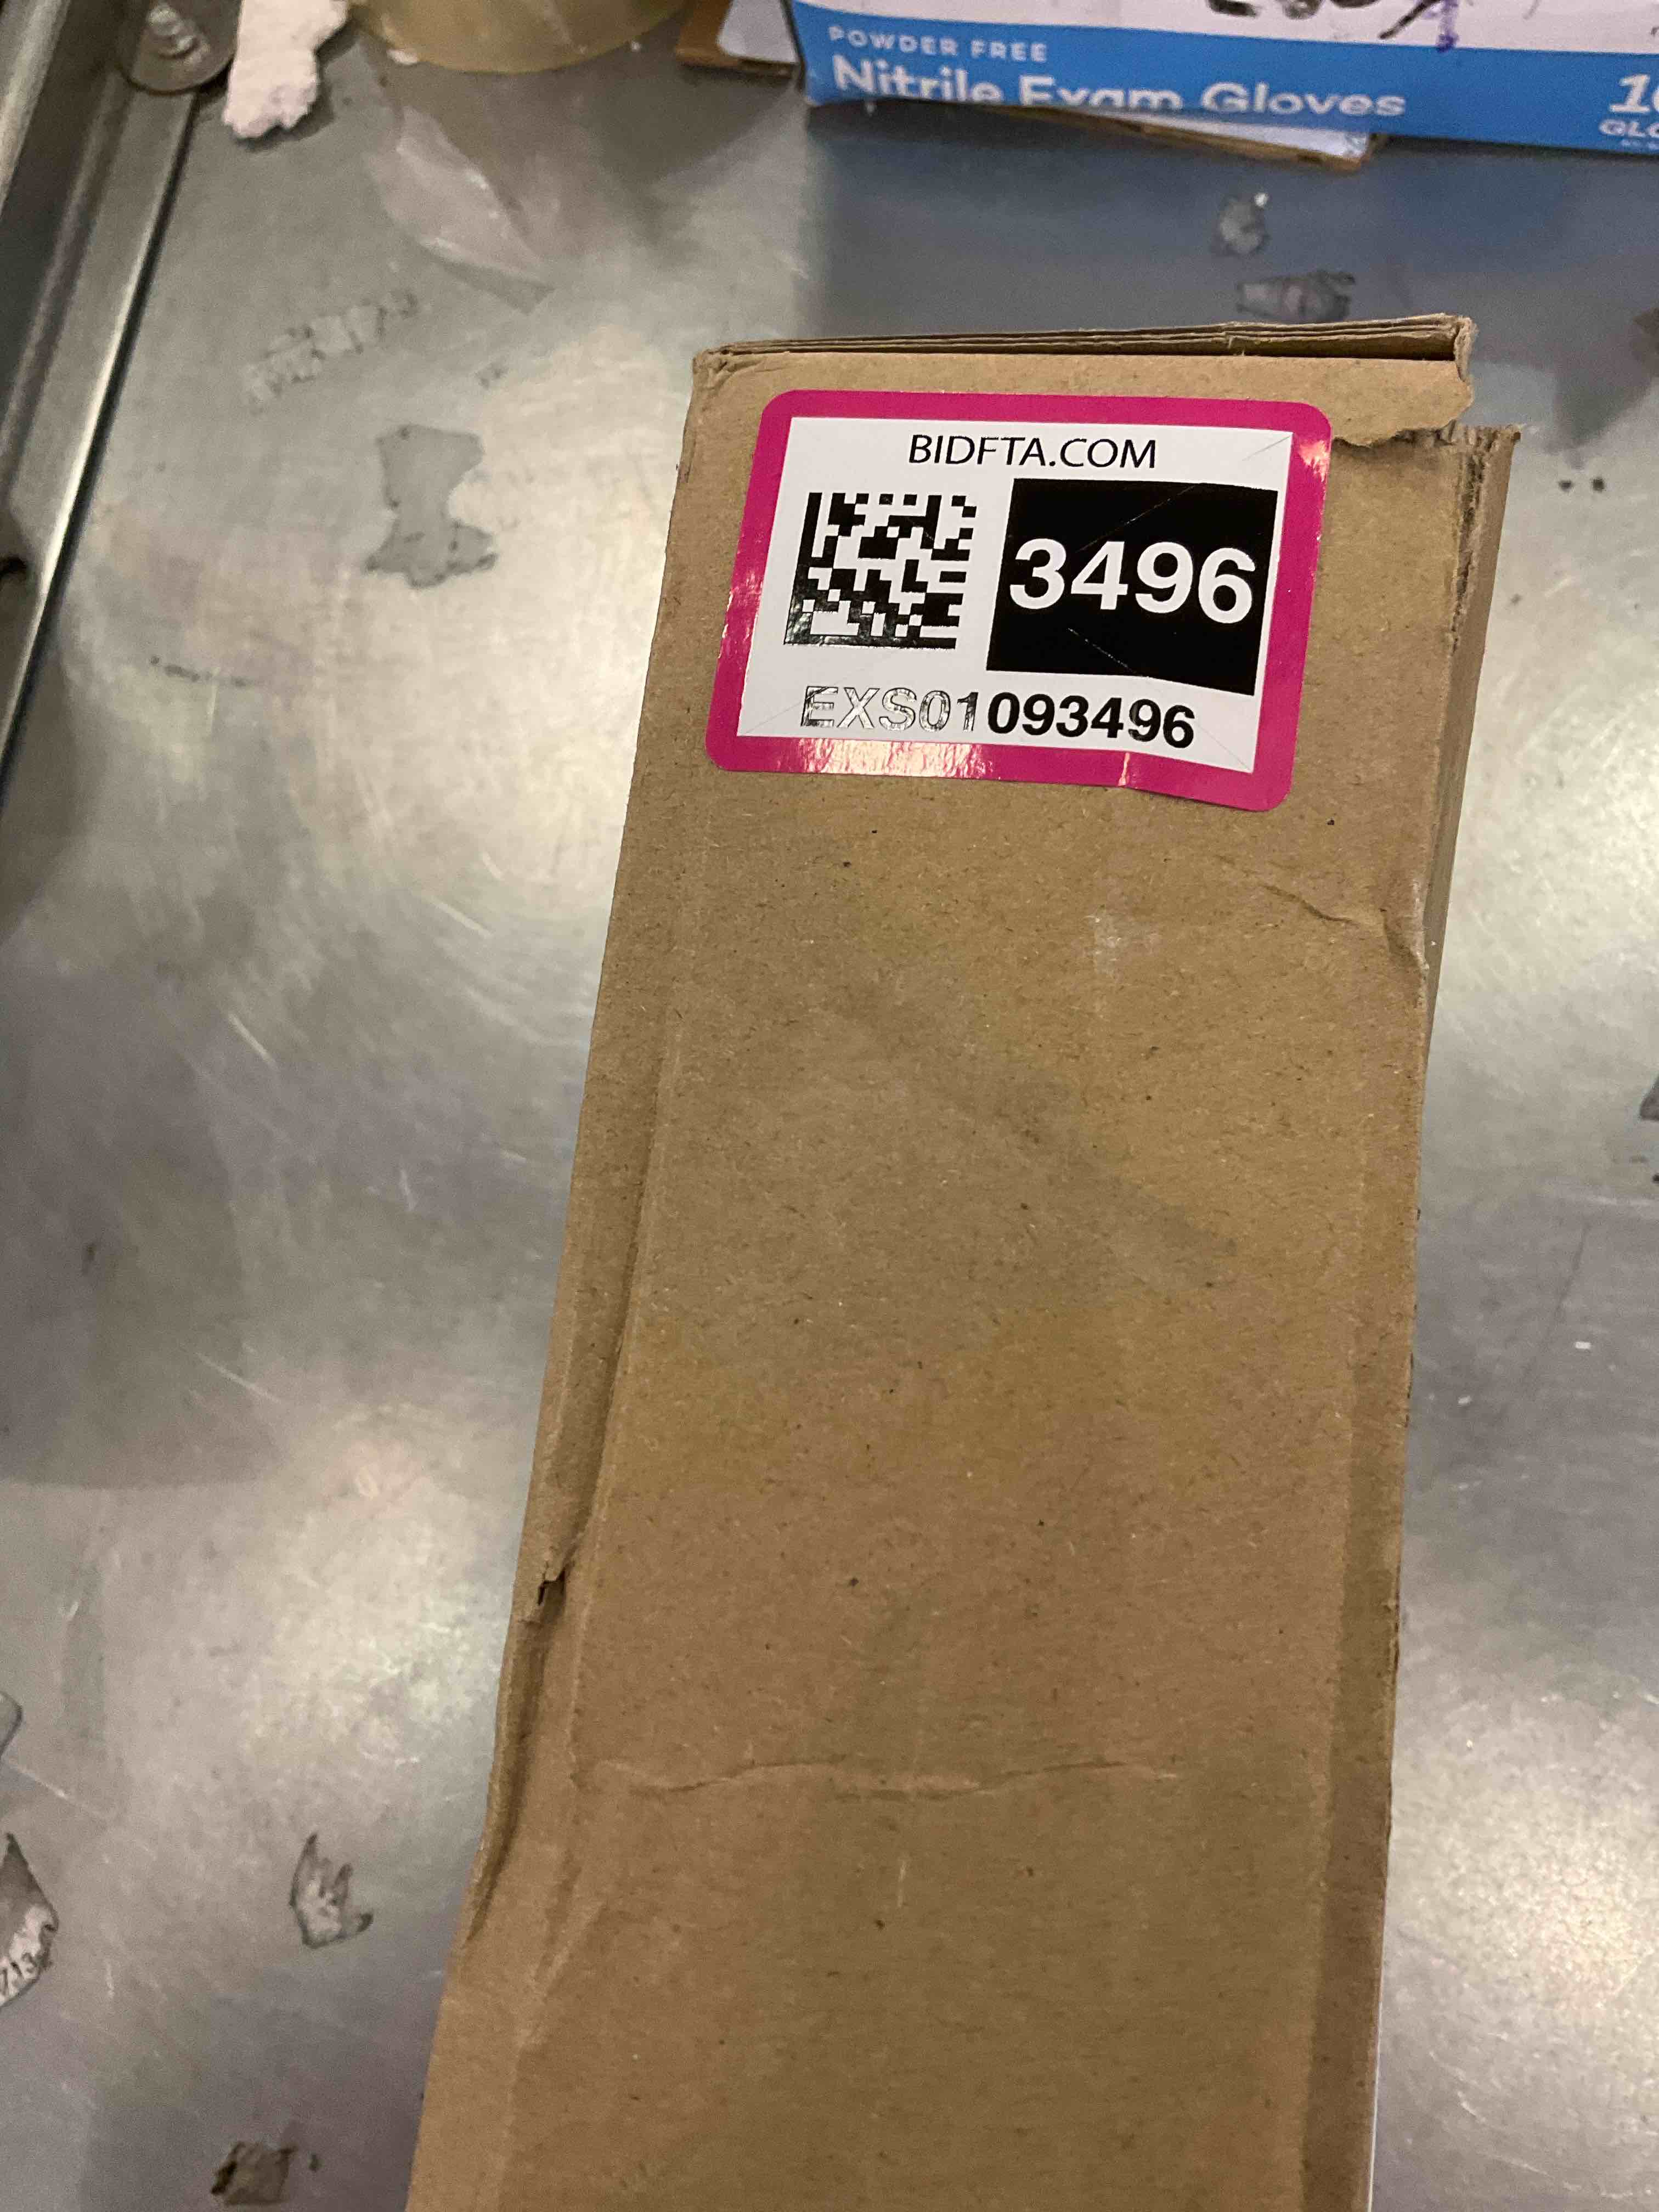 POWDER FREE
Nitrile Exam Gloves
BIDFTA.COM
3496
EXS01093496